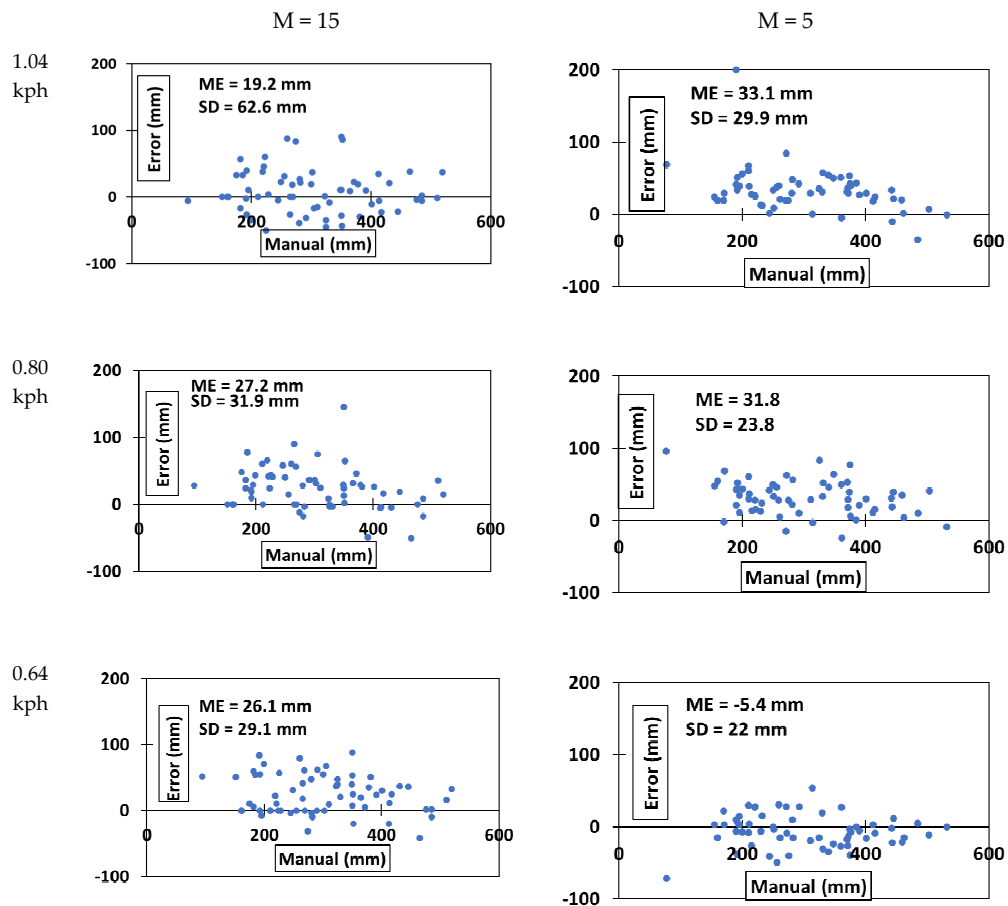 M = 15
M = 5
1.04
kph
200
100
0
-100
0
200
400
600
Error (mm)
ME = 19.2 mm
SD = 62.6 mm
Manual (mm)
200
100
0
-100
0
200
400
600
Error (mm)
ME = 33.1 mm
SD = 29.9 mm
Manual (mm)
0.80
kph
200
100
0
-100
0
200
400
600
Error (mm)
ME = 27.2 mm
SD = 31.9 mm
Manual (mm)
200
100
0
-100
0
200
400
600
Error (mm)
ME = 31.8
SD = 23.8
Manual (mm)
0.64
kph
200
100
0
-100
0
200
400
600
Error (mm)
ME = 26.1 mm
SD = 29.1 mm
Manual (mm)
200
100
0
-100
0
200
400
600
Error (mm)
ME = -5.4 mm
SD = 22 mm
Manual (mm)